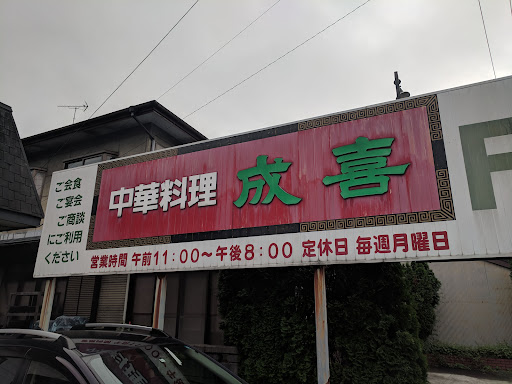 ご会食
ご宴会
ご商談
にご利用
ください
中華料理 成喜
営業時間 午前11:00〜午後8:00 定休日 毎週月曜日
P